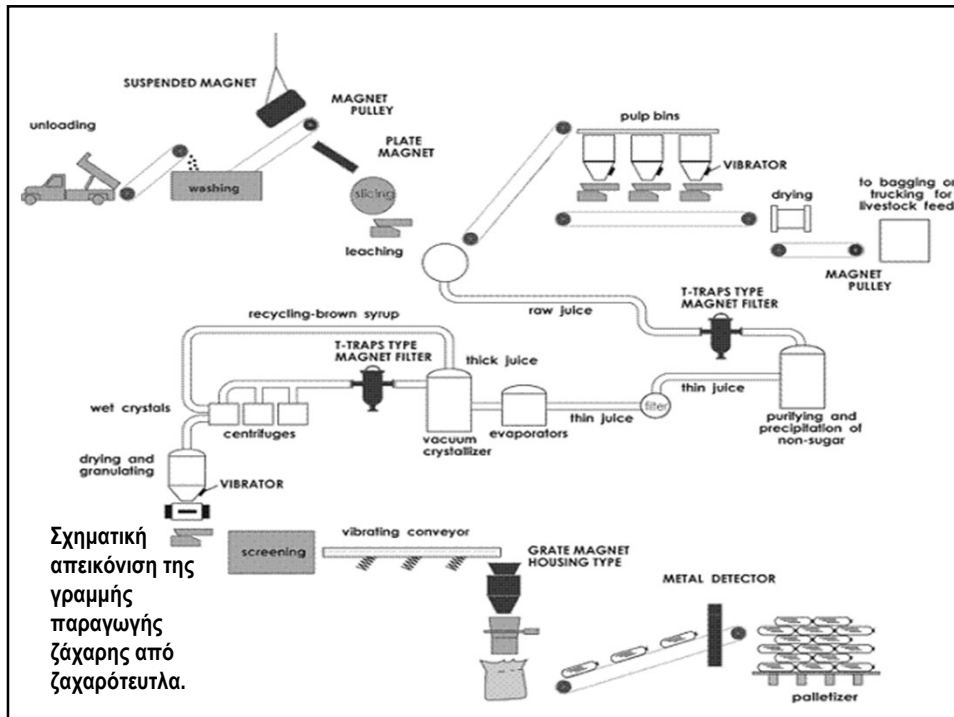 SUSPENDED MAGNET
MAGNET
PULLEY
unloading
PLATE
MAGNET
washing
slicing
leaching
pulp bins
VIBRATOR
drying
to bagging or
trucking for
livestock feed
MAGNET
PULLEY
T-TRAPS TYPE
MAGNET FILTER
raw juice
recycling-brown syrup
T-TRAPS TYPE
MAGNET FILTER
thick juice
thin juice
wet crystals
centrifuges
vacuum
crystallizer
evaporators
thin juice
filter
purifying and
precipitation of
non-sugar
drying and
granulating
VIBRATOR
Σχηματική
απεικόνιση της
γραμμής
παραγωγής
ζάχαρης από
ζαχαρότευτλα.
screening
vibrating conveyor
GRATE MAGNET
HOUSING TYPE
METAL DETECTOR
palletizer